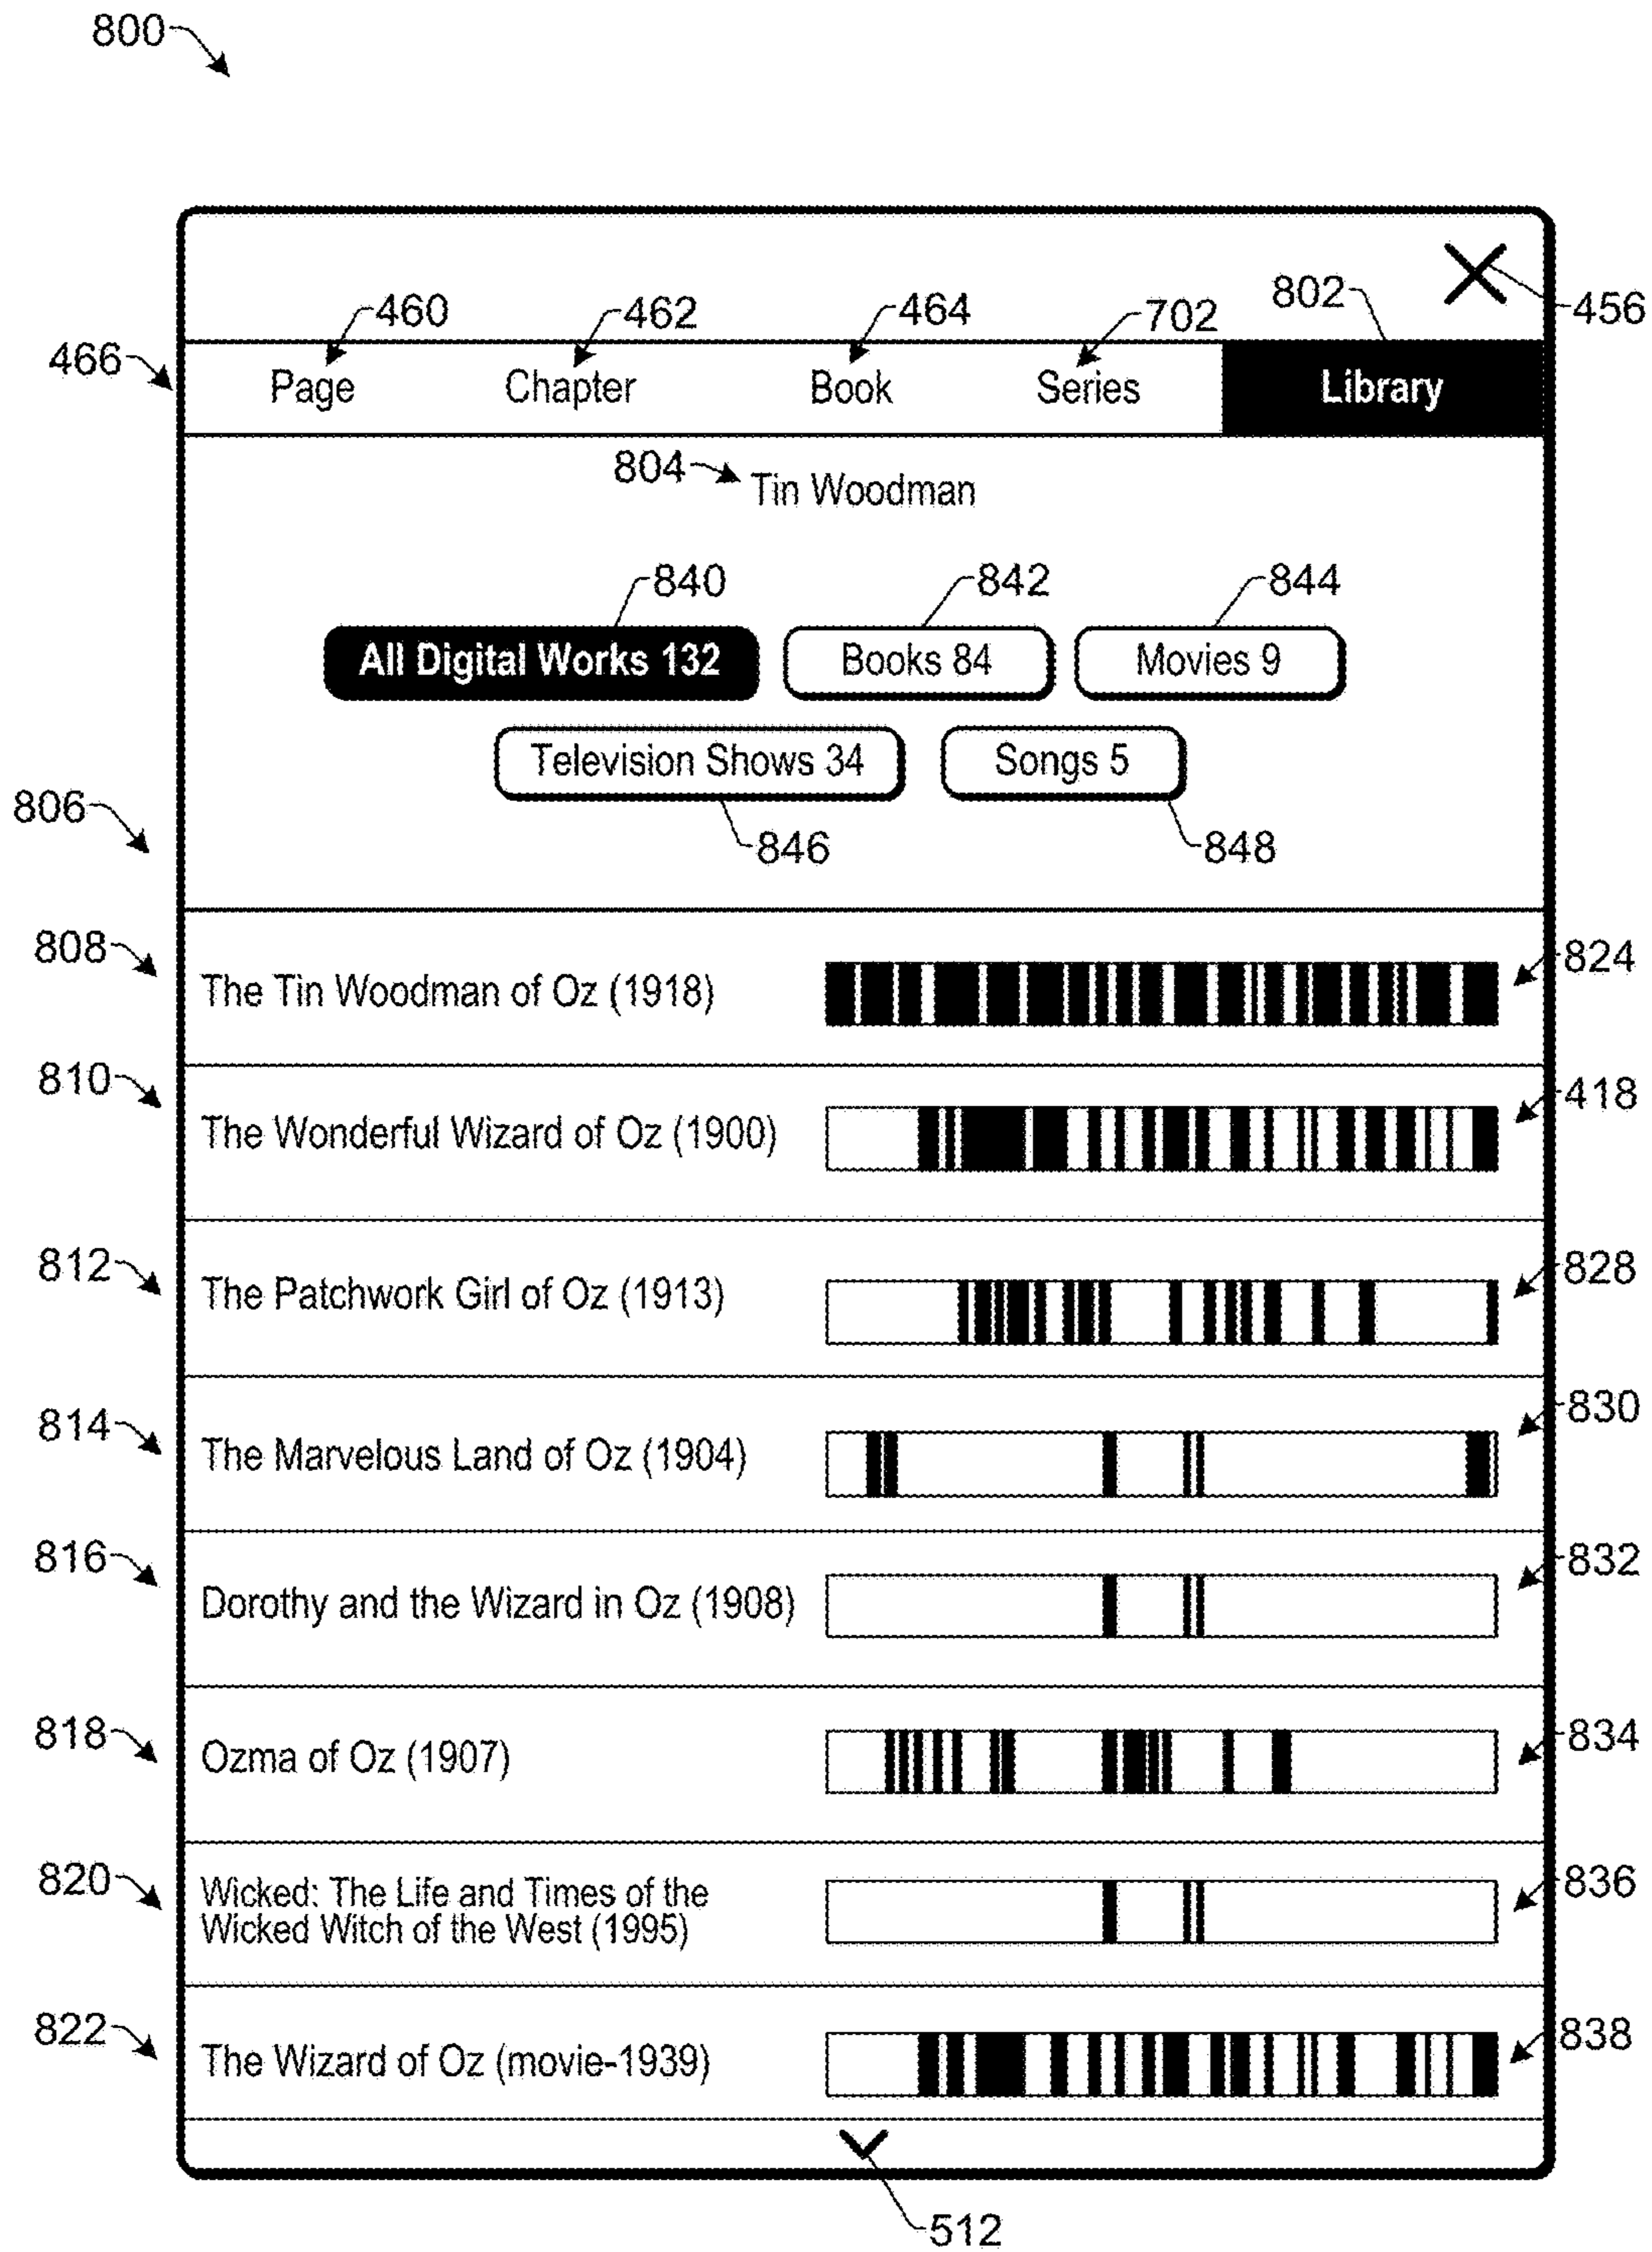 800
456
460 462 464 702 802
466
Page Chapter Book Series Library
804 Tin Woodman
840 842 844
All Digital Works 132 Books 84 Movies 9
Television Shows 34 Songs 5
806
846 848
808 The Tin Woodman of Oz (1918) 824
810 The Wonderful Wizard of Oz (1900) 418
812 The Patchwork Girl of Oz (1913) 828
814 The Marvelous Land of Oz (1904) 830
816 Dorothy and the Wizard in Oz (1908) 832
818 Ozma of Oz (1907) 834
820 Wicked: The Life and Times of the 836
Wicked Witch of the West (1995)
822 The Wizard of Oz (movie-1939) 838
512